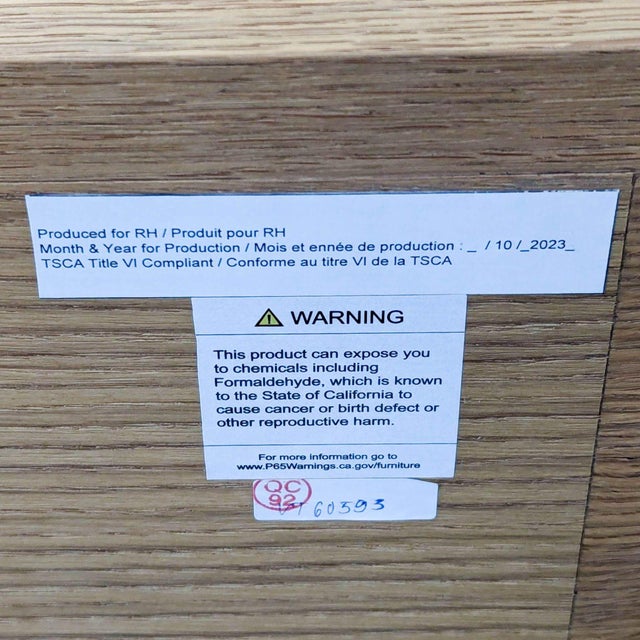 Produced for RH / Produit pour RH
Month & Year for Production / Mois et ennée de production : _ / 10 /_2023_
TSCA Title VI Compliant / Conforme au titre VI de la TSCA
WARNING
This product can expose you
to chemicals including
Formaldehyde, which is known
to the State of California to
cause cancer or birth defect or
other reproductive harm.
For more information go to
www.P65Warnings.ca.gov/furniture
QC
92
60593